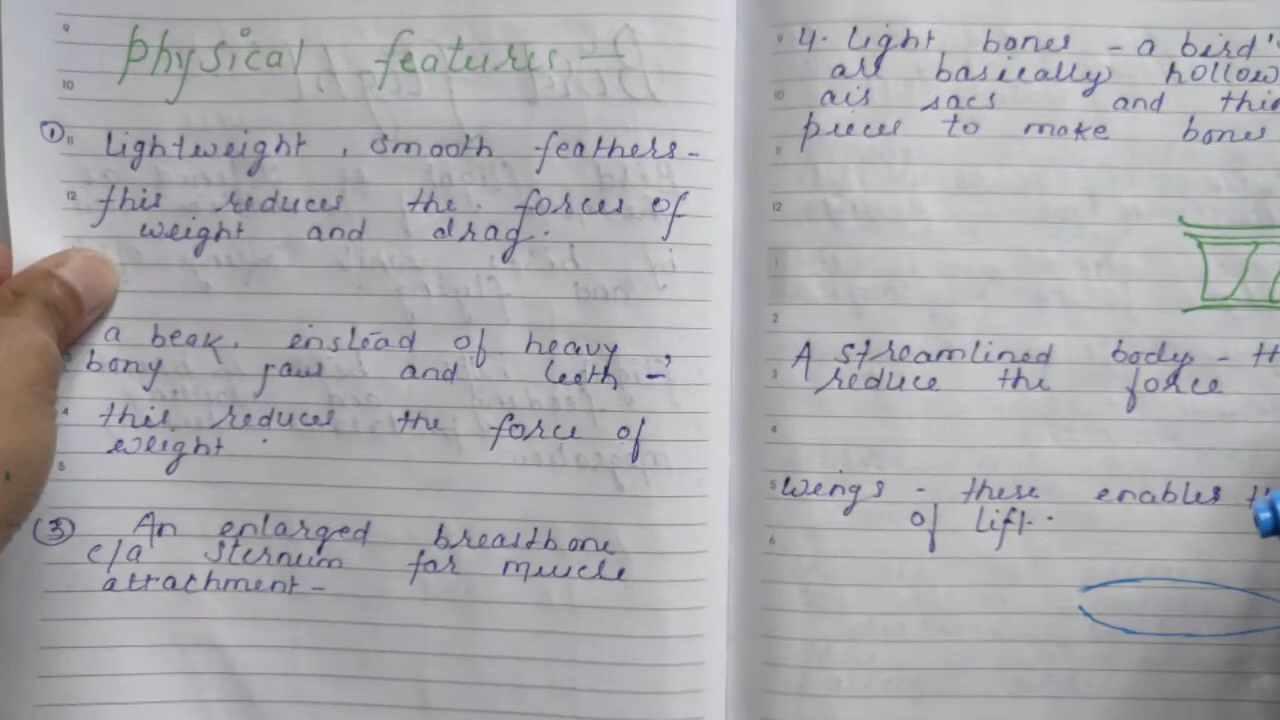 Physical features -
① Lightweight, smooth feathers -
this reduces the forces of
weight and drag.
a beak, enstead of heavy,
bony jaw and teeth -
this reduces the force of
weight.
③ An enlarged breastbone
c/a sternum for muscle
attachment -
4. Light bones - a bird's
are basically hollow
air sacs and thin
pieces to make bones
A streamlined body - th
reduce the force
wings - these enables th
of lift.